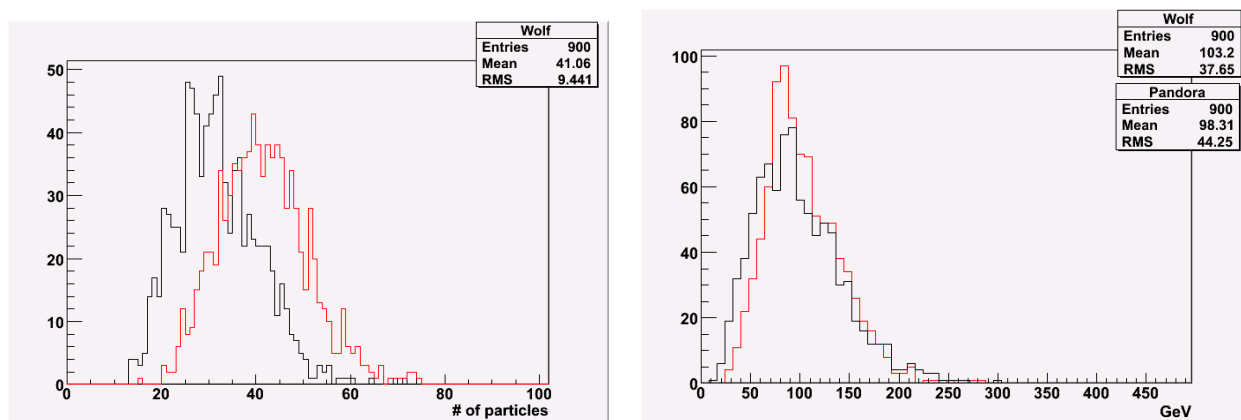 Wolf
Entries 900
Mean 41.06
RMS 9.441
50
40
30
20
10
0
0 20 40 60 80 100
# of particles
Wolf
Entries 900
Mean 103.2
RMS 37.65
Pandora
Entries 900
Mean 98.31
RMS 44.25
100
80
60
40
20
0
0 50 100 150 200 250 300 350 400 450
GeV